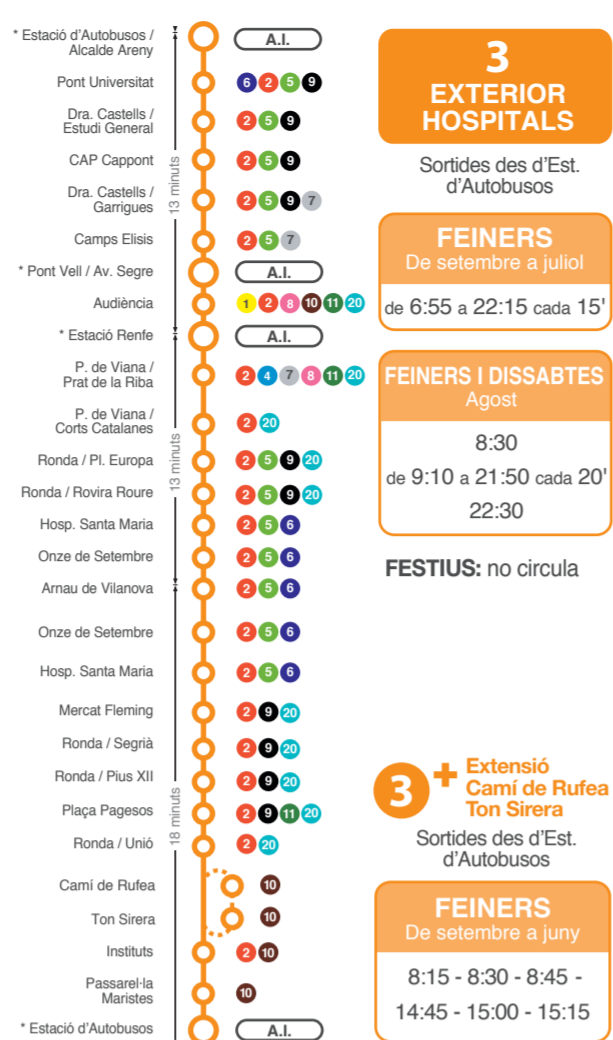 * Estació d'Autobusos /
Alcalde Areny
A.I.
Pont Universitat
6 2 5 9
Dra. Castells /
Estudi General
2 5 9
CAP Cappont
2 5 9
Dra. Castells /
Garrigues
2 5 9 7
Camps Elisis
2 5 7
* Pont Vell / Av. Segre
A.I.
Audiència
1 2 8 10 11 20
13 minuts
* Estació Renfe
A.I.
P. de Viana /
Prat de la Riba
2 4 7 8 11 20
P. de Viana /
Corts Catalanes
2 20
Ronda / Pl. Europa
2 5 9 20
Ronda / Rovira Roure
2 5 9 20
Hosp. Santa Maria
2 5 6
Onze de Setembre
2 5 6
13 minuts
Arnau de Vilanova
2 5 6
Onze de Setembre
2 5 6
Hosp. Santa Maria
2 5 6
Mercat Fleming
2 9 20
Ronda / Segrià
2 9 20
Ronda / Pius XII
2 9 20
Plaça Pagesos
2 9 11 20
Ronda / Unió
2 20
18 minuts
Camí de Rufea
10
Ton Sirera
10
Instituts
2 10
Passarel·la
Maristes
10
* Estació d'Autobusos
A.I.
3
EXTERIOR
HOSPITALS
Sortides des d'Est.
d'Autobusos
FEINERS
De setembre a juliol
de 6:55 a 22:15 cada 15'
FEINERS I DISSABTES
Agost
8:30
de 9:10 a 21:50 cada 20'
22:30
FESTIUS: no circula
3 + Extensió
Camí de Rufea
Ton Sirera
Sortides des d'Est.
d'Autobusos
FEINERS
De setembre a juny
8:15 - 8:30 - 8:45 -
14:45 - 15:00 - 15:15